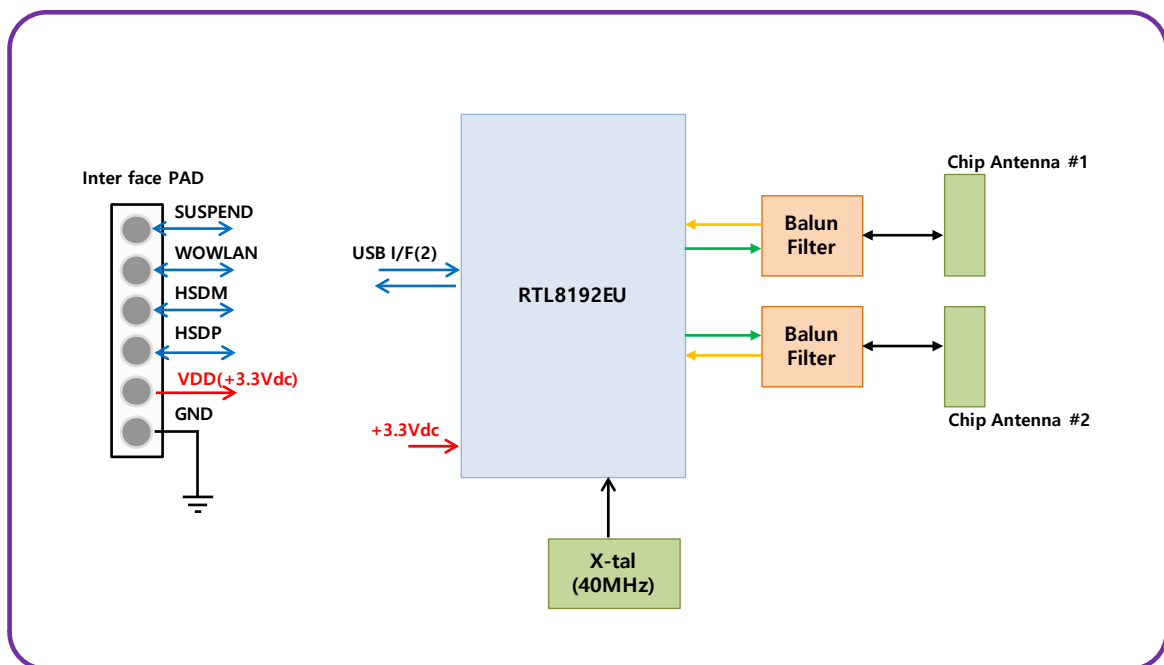 Inter face PAD
SUSPEND
WOWLAN
HSDM
HSDP
VDD(+3.3Vdc)
GND
USB I/F(2)
+3.3Vdc
RTL8192EU
X-tal
(40MHz)
Balun
Filter
Balun
Filter
Chip Antenna #1
Chip Antenna #2